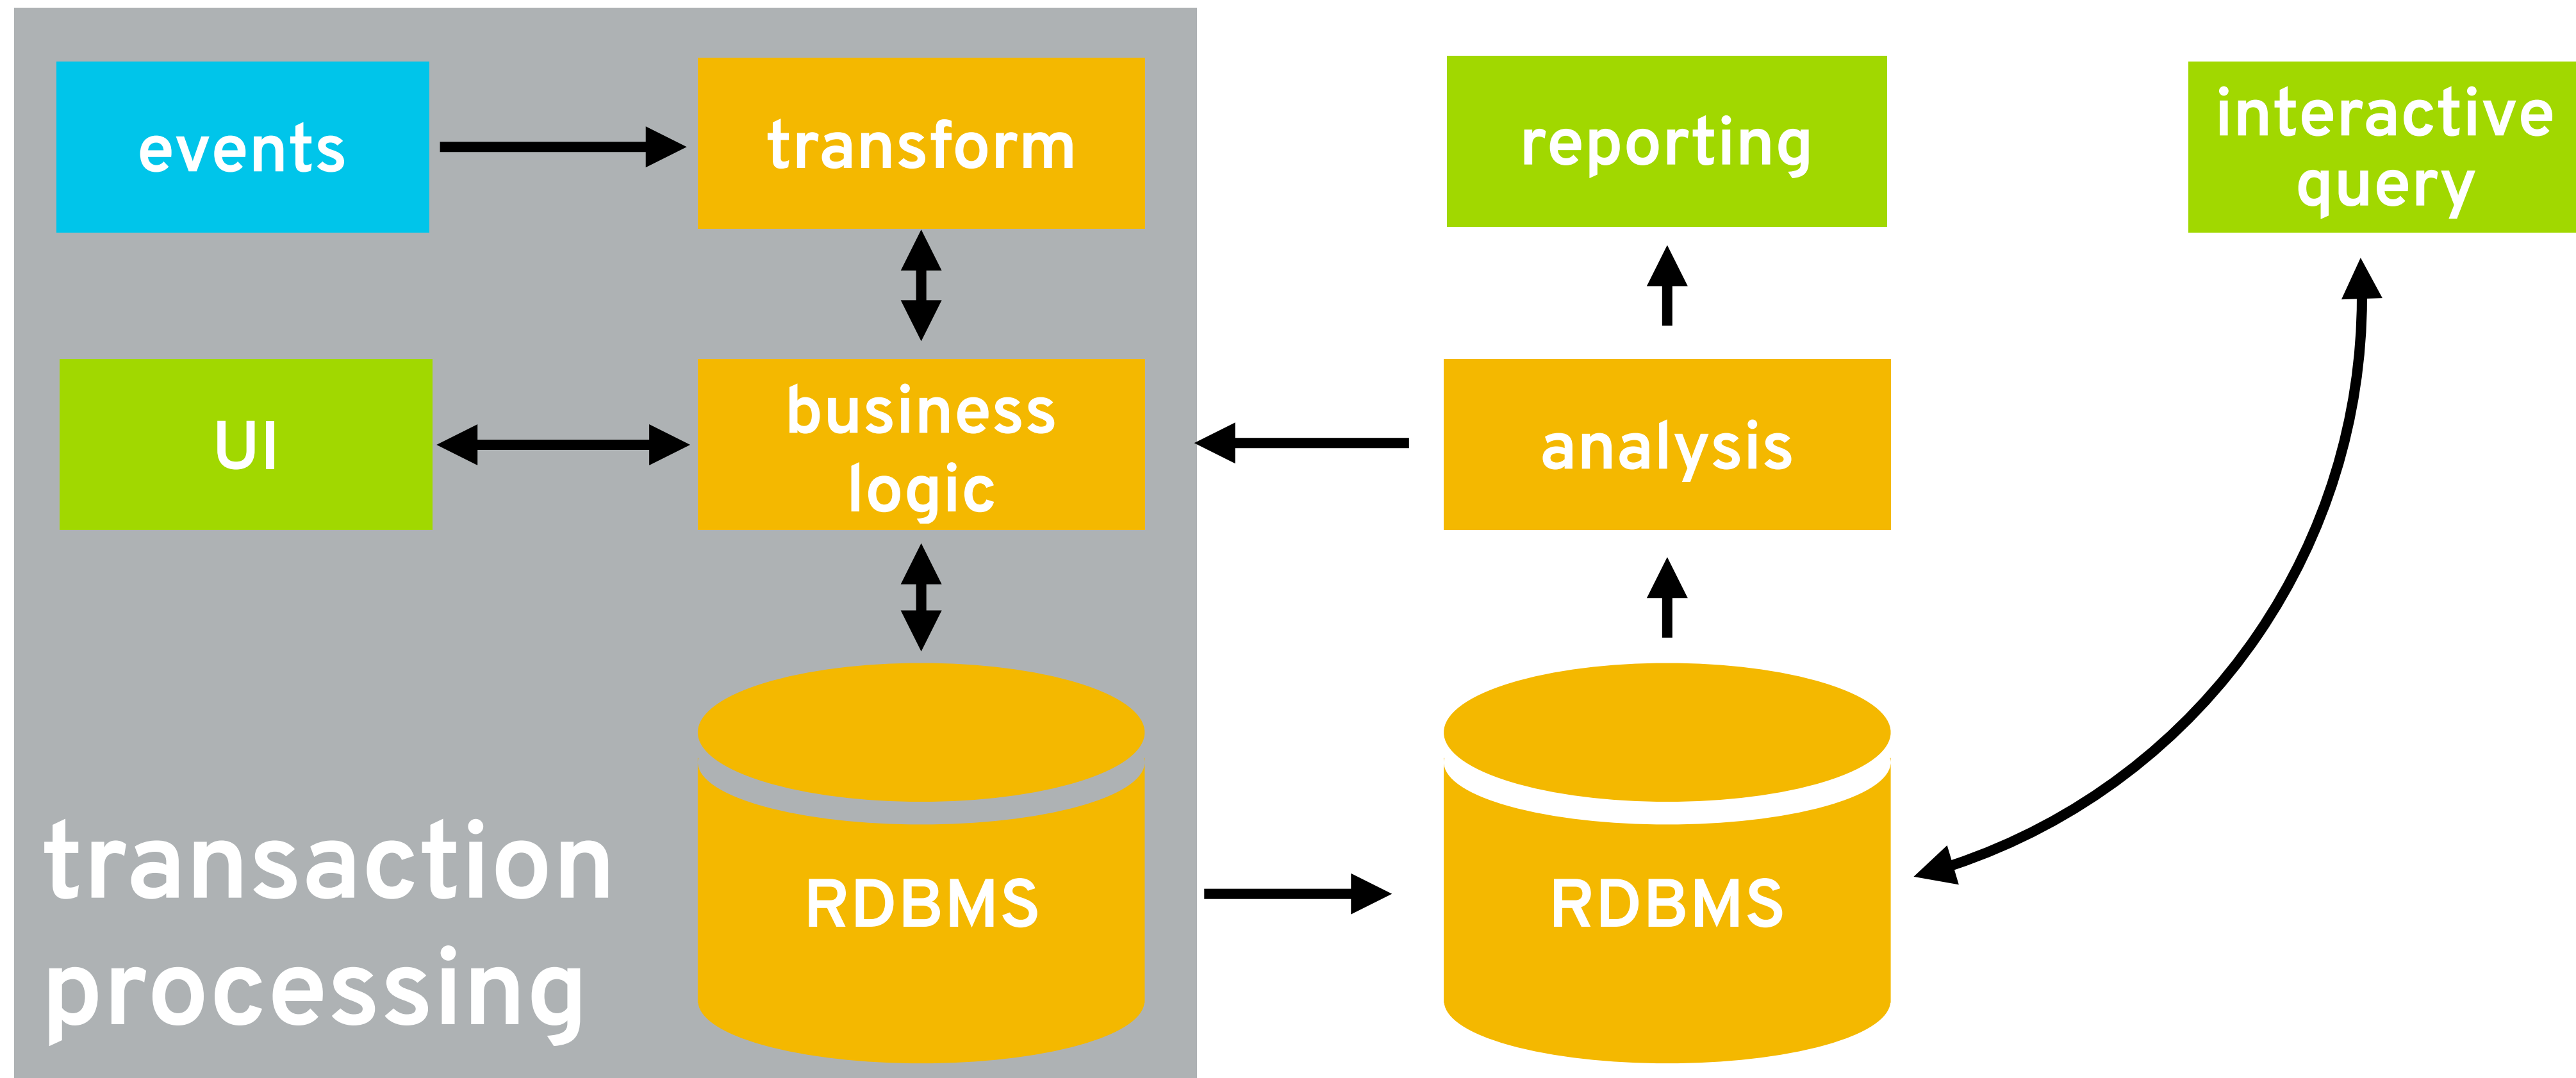 events
transform
reporting
interactive
query
UI
business
logic
analysis
transaction
processing
RDBMS
RDBMS